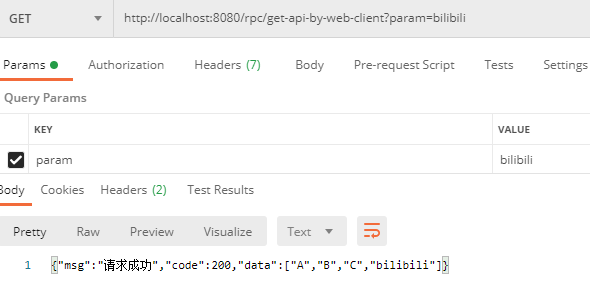 GET http://localhost:8080/rpc/get-api-by-web-client?param=bilibili
Params Authorization Headers (7) Body Pre-request Script Tests Settings
Query Params
KEY VALUE
param bilibili
Body Cookies Headers (2) Test Results
Pretty Raw Preview Visualize Text
1 {"msg":"请求成功","code":200,"data":["A","B","C","bilibili"]}